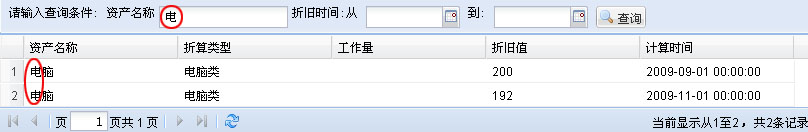 请输入查询条件: 资产名称 电 折旧时间:从 到: 查询
资产名称 折算类型 工作量 折旧值 计算时间
1 电脑 电脑类 200 2009-09-01 00:00:00
2 电脑 电脑类 192 2009-11-01 00:00:00
页 1 页共 1 页 当前显示从1至2，共2条记录